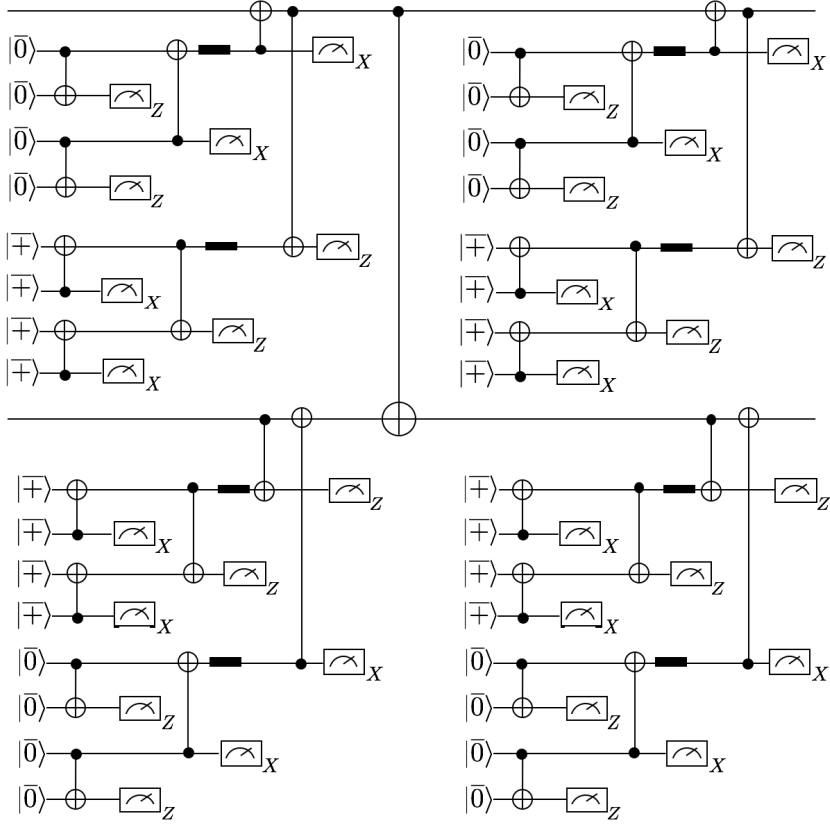 |0̅⟩ X |0̅⟩ X
|0̅⟩ Z |0̅⟩ Z
|0̅⟩ X |0̅⟩ X
|0̅⟩ Z |0̅⟩ Z
|+̅⟩ Z |+̅⟩ Z
|+̅⟩ X |+̅⟩ X
|+̅⟩ Z |+̅⟩ Z
|+̅⟩ X |+̅⟩ X
|+̅⟩ Z |+̅⟩ Z
|+̅⟩ X |+̅⟩ X
|+̅⟩ Z |+̅⟩ Z
|+̅⟩ X |+̅⟩ X
|0̅⟩ X |0̅⟩ X
|0̅⟩ Z |0̅⟩ Z
|0̅⟩ X |0̅⟩ X
|0̅⟩ Z |0̅⟩ Z